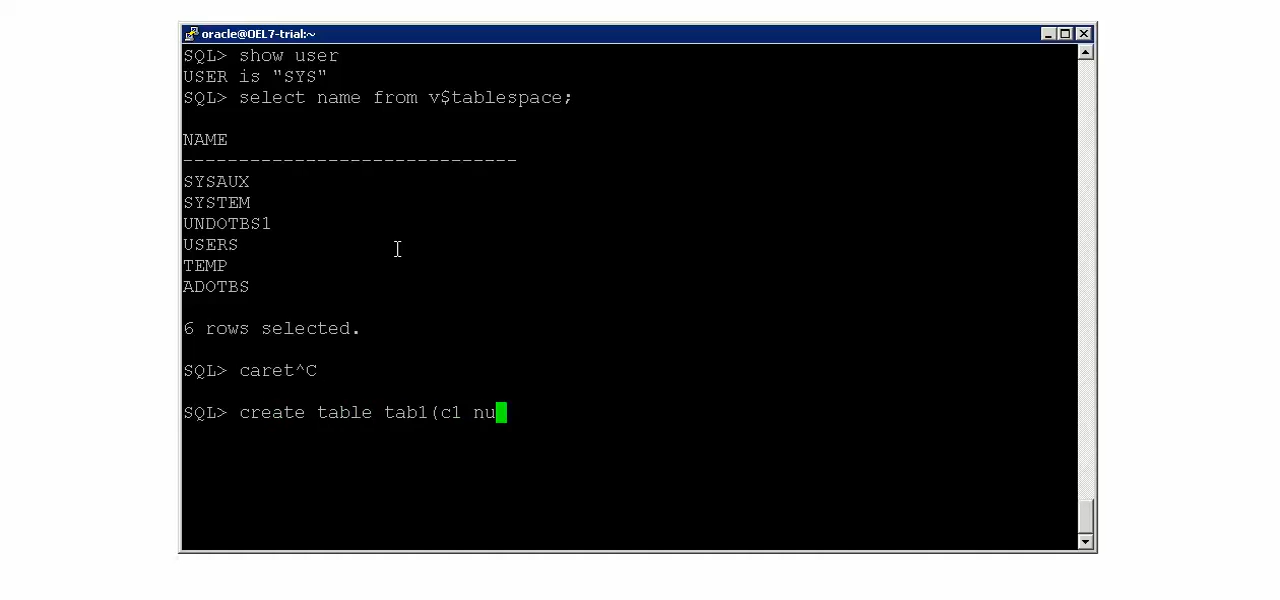 oracle@OEL7-trial:~
SQL> show user
USER is "SYS"
SQL> select name from v$tablespace;
NAME
------------------------------
SYSAUX
SYSTEM
UNDOTBS1
USERS
TEMP
ADOTBS
6 rows selected.
SQL> caret^C
SQL> create table tab1(c1 nu